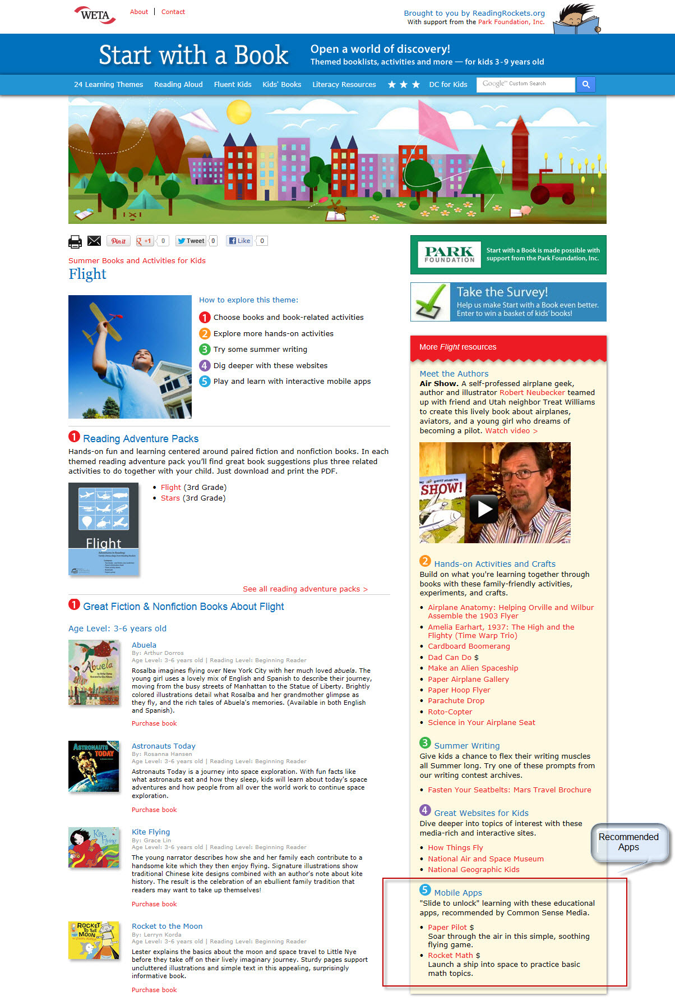 WETA
About | Contact
Brought to you by ReadingRockets.org
With support from the Park Foundation, Inc.
Start with a Book
Open a world of discovery!
Themed booklists, activities and more — for kids 3-9 years old
24 Learning Themes Reading Aloud Fluent Kids Kids' Books Literacy Resources ★ ★ ★ DC for Kids Google™ Custom Search
Pin it +1 0 Tweet 0 Like 0
Summer Books and Activities for Kids
Flight
How to explore this theme:
1 Choose books and book-related activities
2 Explore more hands-on activities
3 Try some summer writing
4 Dig deeper with these websites
5 Play and learn with interactive mobile apps
1 Reading Adventure Packs
Hands-on fun and learning centered around paired fiction and nonfiction books. In each
themed reading adventure pack you'll find great book suggestions plus three related
activities to do together with your child. Just download and print the PDF.
Flight
Adventures in Reading:
• Flight (3rd Grade)
• Stars (3rd Grade)
See all reading adventure packs >
1 Great Fiction & Nonfiction Books About Flight
Age Level: 3-6 years old
Abuela
Abuela
By: Arthur Dorros
Age Level: 3-6 years old | Reading Level: Beginning Reader
Rosalba imagines flying over New York City with her much loved abuela. The
young girl uses a lovely mix of English and Spanish to describe their journey,
moving from the busy streets of Manhattan to the Statue of Liberty. Brightly
colored illustrations detail what Rosalba and her grandmother glimpse as
they fly, and the rich tales of Abuela's memories. (Available in both English
and Spanish).
Purchase book
ASTRONAUTS
TODAY
Astronauts Today
By: Rosanna Hansen
Age Level: 3-6 years old | Reading Level: Beginning Reader
Astronauts Today is a journey into space exploration. With fun facts like
what astronauts eat and how they sleep, kids will learn about today's space
adventures and how people from all over the world work to continue space
exploration.
Purchase book
Kite
Flying
Kite Flying
By: Grace Lin
Age Level: 3-6 years old | Reading Level: Beginning Reader
The young narrator describes how she and her family each contribute to a
handsome kite which they then enjoy flying. Signature illustrations show
traditional Chinese kite designs combined with an author's note about kite
history. The result is the celebration of an ebullient family tradition that
readers may want to take up themselves!
Purchase book
ROCKET
TO THE
MOON
Rocket to the Moon
By: Lerryn Korda
Age Level: 3-6 years old | Reading Level: Beginning Reader
Lester explains the basics about the moon and space travel to Little Nye
before they take off on their lively imaginary journey. Sturdy pages support
uncluttered illustrations and simple text in this appealing, surprisingly
informative book.
Purchase book
PARK
FOUNDATION
Start with a Book is made possible with
support from the Park Foundation, Inc.
Take the Survey!
Help us make Start with a Book even better.
Enter to win a basket of kids' books!
More Flight resources
Meet the Authors
Air Show. A self-professed airplane geek,
author and illustrator Robert Neubecker teamed
up with friend and Utah neighbor Treat Williams
to create this lively book about airplanes,
aviators, and a young girl who dreams of
becoming a pilot. Watch video >
SHOW!
2 Hands-on Activities and Crafts
Build on what you're learning together through
books with these family-friendly activities,
experiments, and crafts.
• Airplane Anatomy: Helping Orville and Wilbur
Assemble the 1903 Flyer
• Amelia Earhart, 1937: The High and the
Flighty (Time Warp Trio)
• Cardboard Boomerang
• Dad Can Do $
• Make an Alien Spaceship
• Paper Airplane Gallery
• Paper Hoop Flyer
• Parachute Drop
• Roto-Copter
• Science in Your Airplane Seat
3 Summer Writing
Give kids a chance to flex their writing muscles
all Summer long. Try one of these prompts from
our writing contest archives.
• Fasten Your Seatbelts: Mars Travel Brochure
4 Great Websites for Kids
Dive deeper into topics of interest with these
media-rich and interactive sites.
• How Things Fly
• National Air and Space Museum
• National Geographic Kids
Recommended
Apps
5 Mobile Apps
"Slide to unlock" learning with these educational
apps, recommended by Common Sense Media.
• Paper Pilot $
Soar through the air in this simple, soothing
flying game.
• Rocket Math $
Launch a ship into space to practice basic
math topics.